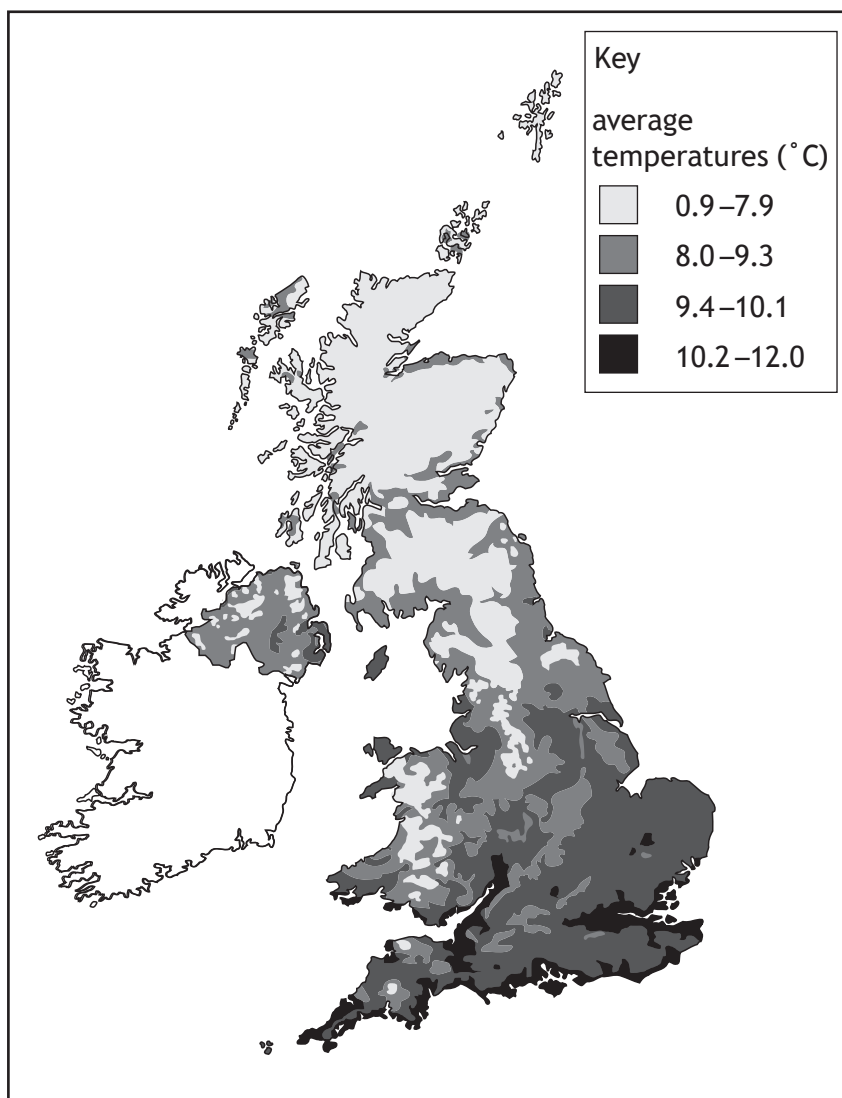 Key
average
temperatures (˚C)
0.9–7.9
8.0–9.3
9.4–10.1
10.2–12.0